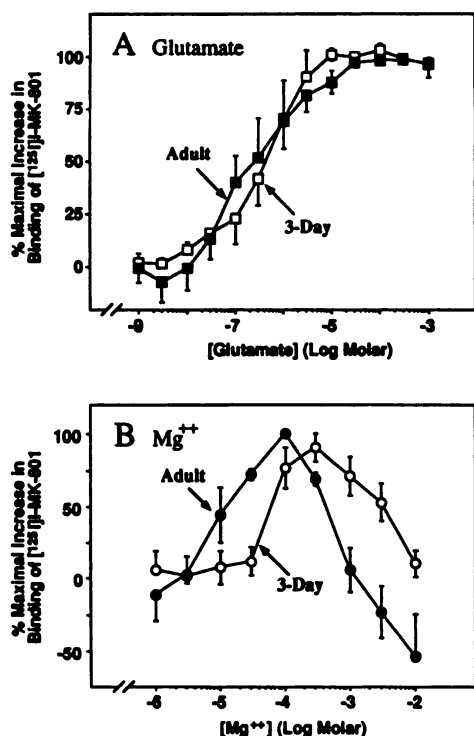 A Glutamate
% Maximal Increase in
Binding of [¹²⁵I]I-MK-801
100
75
50
25
0
Adult
3-Day
-9
-7
-5
-3
[Glutamate] (Log Molar)
B Mg⁺⁺
% Maximal Increase in
Binding of [¹²⁵I]I-MK-801
100
50
0
-50
Adult
3-Day
-6
-5
-4
-3
-2
[Mg⁺⁺] (Log Molar)